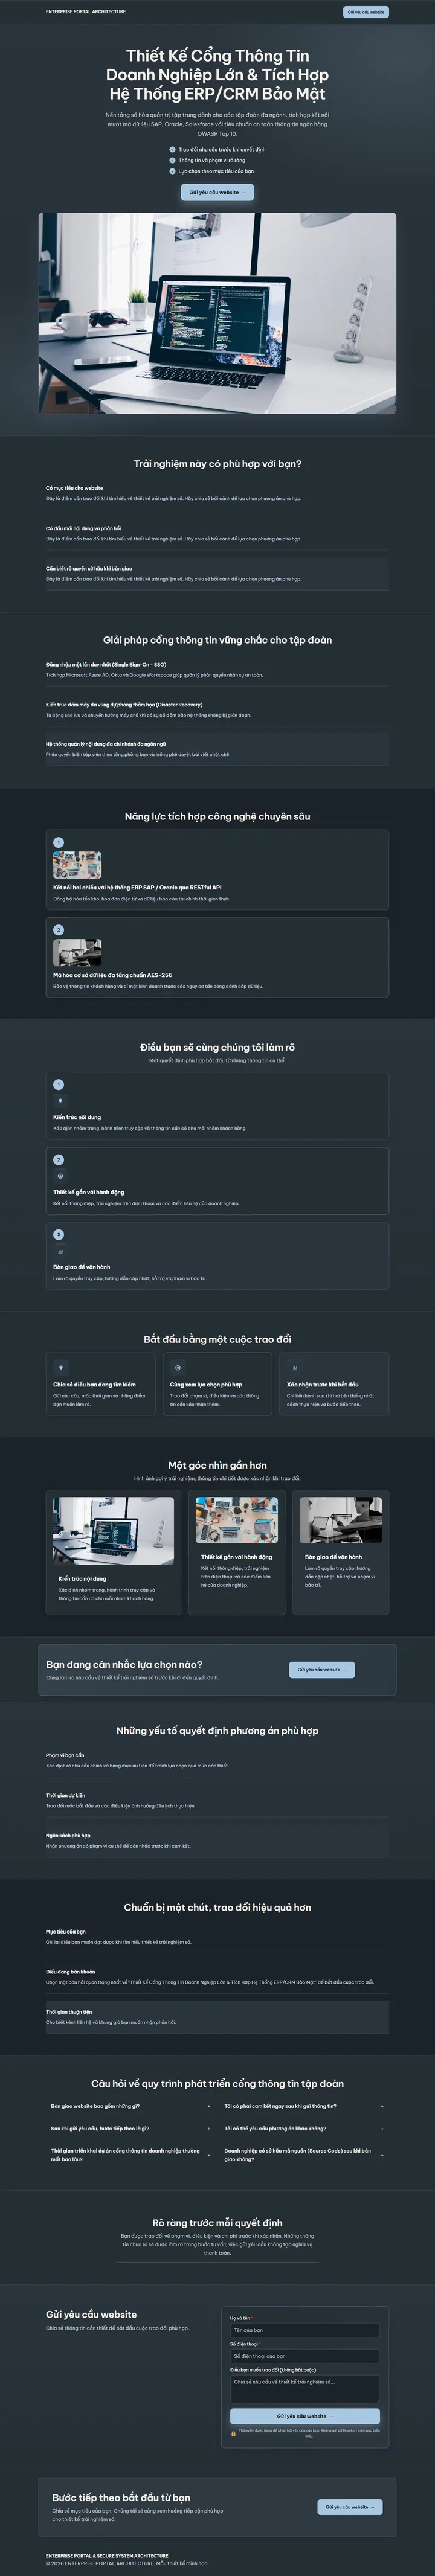 ENTERPRISE PORTAL ARCHITECTURE
Gửi yêu cầu website
Thiết Kế Cổng Thông Tin
Doanh Nghiệp Lớn & Tích Hợp
Hệ Thống ERP/CRM Bảo Mật
Nền tảng số hóa quản trị tập trung dành cho các tập đoàn đa ngành, tích hợp kết nối
mượt mà dữ liệu SAP, Oracle, Salesforce với tiêu chuẩn an toàn thông tin ngân hàng
OWASP Top 10.
Trao đổi nhu cầu trước khi quyết định
Thông tin và phạm vi rõ ràng
Lựa chọn theo mục tiêu của bạn
Gửi yêu cầu website →
Trải nghiệm này có phù hợp với bạn?
Có mục tiêu cho website
Đây là điểm cần trao đổi khi tìm hiểu về thiết kế trải nghiệm số. Hãy chia sẻ bối cảnh để lựa chọn phương án phù hợp.
Có đầu mối nội dung và phản hồi
Đây là điểm cần trao đổi khi tìm hiểu về thiết kế trải nghiệm số. Hãy chia sẻ bối cảnh để lựa chọn phương án phù hợp.
Cần biết rõ quyền sở hữu khi bàn giao
Đây là điểm cần trao đổi khi tìm hiểu về thiết kế trải nghiệm số. Hãy chia sẻ bối cảnh để lựa chọn phương án phù hợp.
Giải pháp cổng thông tin vững chắc cho tập đoàn
Đăng nhập một lần duy nhất (Single Sign-On - SSO)
Tích hợp Microsoft Azure AD, Okta và Google Workspace giúp quản lý phân quyền nhân sự an toàn.
Kiến trúc đám mây đa vùng dự phòng thảm họa (Disaster Recovery)
Tự động sao lưu và chuyển hướng máy chủ khi có sự cố đảm bảo hệ thống không bị gián đoạn.
Hệ thống quản lý nội dung đa chi nhánh đa ngôn ngữ
Phân quyền biên tập viên theo từng phòng ban và luồng phê duyệt bài viết chặt chẽ.
Năng lực tích hợp công nghệ chuyên sâu
1
Kết nối hai chiều với hệ thống ERP SAP / Oracle qua RESTful API
Đồng bộ hóa tồn kho, hóa đơn điện tử và dữ liệu báo cáo tài chính thời gian thực.
2
Mã hóa cơ sở dữ liệu đa tầng chuẩn AES-256
Bảo vệ thông tin khách hàng và bí mật kinh doanh trước các nguy cơ tấn công đánh cắp dữ liệu.
Điều bạn sẽ cùng chúng tôi làm rõ
Một quyết định phù hợp bắt đầu từ những thông tin cụ thể.
1
Kiến trúc nội dung
Xác định nhóm trang, hành trình truy cập và thông tin cần có cho mỗi nhóm khách hàng.
2
Thiết kế gắn với hành động
Kết nối thông điệp, trải nghiệm trên điện thoại và các điểm liên hệ của doanh nghiệp.
3
Bàn giao để vận hành
Làm rõ quyền truy cập, hướng dẫn cập nhật, hỗ trợ và phạm vi bảo trì.
Bắt đầu bằng một cuộc trao đổi
Chia sẻ điều bạn đang tìm kiếm
Gửi nhu cầu, mốc thời gian và những điểm
bạn muốn làm rõ.
Cùng xem lựa chọn phù hợp
Trao đổi phạm vi, điều kiện và các thông
tin cần xác nhận thêm.
Xác nhận trước khi bắt đầu
Chỉ tiến hành sau khi hai bên thống nhất
cách thực hiện và bước tiếp theo.
Một góc nhìn gần hơn
Hình ảnh gợi ý trải nghiệm; thông tin chi tiết được xác nhận khi trao đổi.
Kiến trúc nội dung
Xác định nhóm trang, hành trình truy cập và
thông tin cần có cho mỗi nhóm khách hàng.
Thiết kế gắn với hành động
Kết nối thông điệp, trải nghiệm
trên điện thoại và các điểm liên
hệ của doanh nghiệp.
Bàn giao để vận hành
Làm rõ quyền truy cập, hướng
dẫn cập nhật, hỗ trợ và phạm vi
bảo trì.
Bạn đang cân nhắc lựa chọn nào?
Cùng làm rõ nhu cầu về thiết kế trải nghiệm số trước khi đi đến quyết định.
Gửi yêu cầu website →
Những yếu tố quyết định phương án phù hợp
Phạm vi bạn cần
Xác định rõ nhu cầu chính và hạng mục ưu tiên để tránh lựa chọn quá mức cần thiết.
Thời gian dự kiến
Trao đổi mốc bắt đầu và các điều kiện ảnh hưởng đến lịch thực hiện.
Ngân sách phù hợp
Nhận phương án có phạm vi cụ thể để cân nhắc trước khi cam kết.
Chuẩn bị một chút, trao đổi hiệu quả hơn
Mục tiêu của bạn
Ghi lại điều bạn muốn đạt được khi tìm hiểu thiết kế trải nghiệm số.
Điều đang băn khoăn
Chọn một câu hỏi quan trọng nhất về "Thiết Kế Cổng Thông Tin Doanh Nghiệp Lớn & Tích Hợp Hệ Thống ERP/CRM Bảo Mật" để bắt đầu cuộc trao đổi.
Thời gian thuận tiện
Cho biết kênh liên hệ và khung giờ bạn muốn nhận phản hồi.
Câu hỏi về quy trình phát triển cổng thông tin tập đoàn
Bàn giao website bao gồm những gì? +
Tôi có phải cam kết ngay sau khi gửi thông tin? +
Sau khi gửi yêu cầu, bước tiếp theo là gì? +
Tôi có thể yêu cầu phương án khác không? +
Thời gian triển khai dự án cổng thông tin doanh nghiệp thường
mất bao lâu? +
Doanh nghiệp có sở hữu mã nguồn (Source Code) sau khi bàn
giao không? +
Rõ ràng trước mỗi quyết định
Bạn được trao đổi về phạm vi, điều kiện và chi phí trước khi xác nhận. Những thông
tin chưa rõ sẽ được làm rõ trong bước tư vấn; việc gửi yêu cầu không tạo nghĩa vụ
thanh toán.
Gửi yêu cầu website
Chia sẻ thông tin cần thiết để bắt đầu cuộc trao đổi phù hợp.
Họ và tên *
Tên của bạn
Số điện thoại *
Số điện thoại của bạn
Điều bạn muốn trao đổi (không bắt buộc)
Chia sẻ nhu cầu về thiết kế trải nghiệm số...
Gửi yêu cầu website →
Thông tin được dùng để phản hồi yêu cầu của bạn. Không gửi dữ liệu nhạy cảm qua biểu
mẫu.
Bước tiếp theo bắt đầu từ bạn
Chia sẻ mục tiêu của bạn. Chúng tôi sẽ cùng xem hướng tiếp cận phù hợp
cho thiết kế trải nghiệm số.
Gửi yêu cầu website →
ENTERPRISE PORTAL & SECURE SYSTEM ARCHITECTURE
© 2026 ENTERPRISE PORTAL ARCHITECTURE. Mẫu thiết kế minh họa.